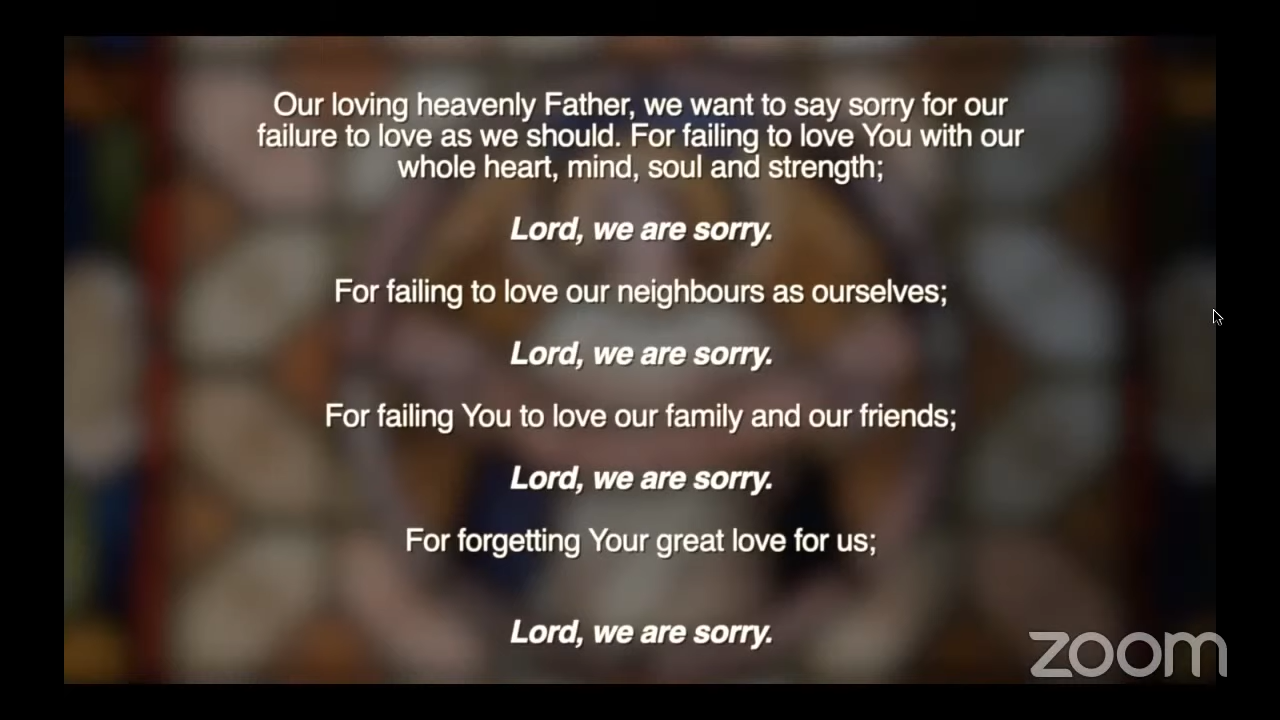 Our loving heavenly Father, we want to say sorry for our
failure to love as we should. For failing to love You with our
whole heart, mind, soul and strength;
Lord, we are sorry.
For failing to love our neighbours as ourselves;
Lord, we are sorry.
For failing You to love our family and our friends;
Lord, we are sorry.
For forgetting Your great love for us;
Lord, we are sorry.
zoom